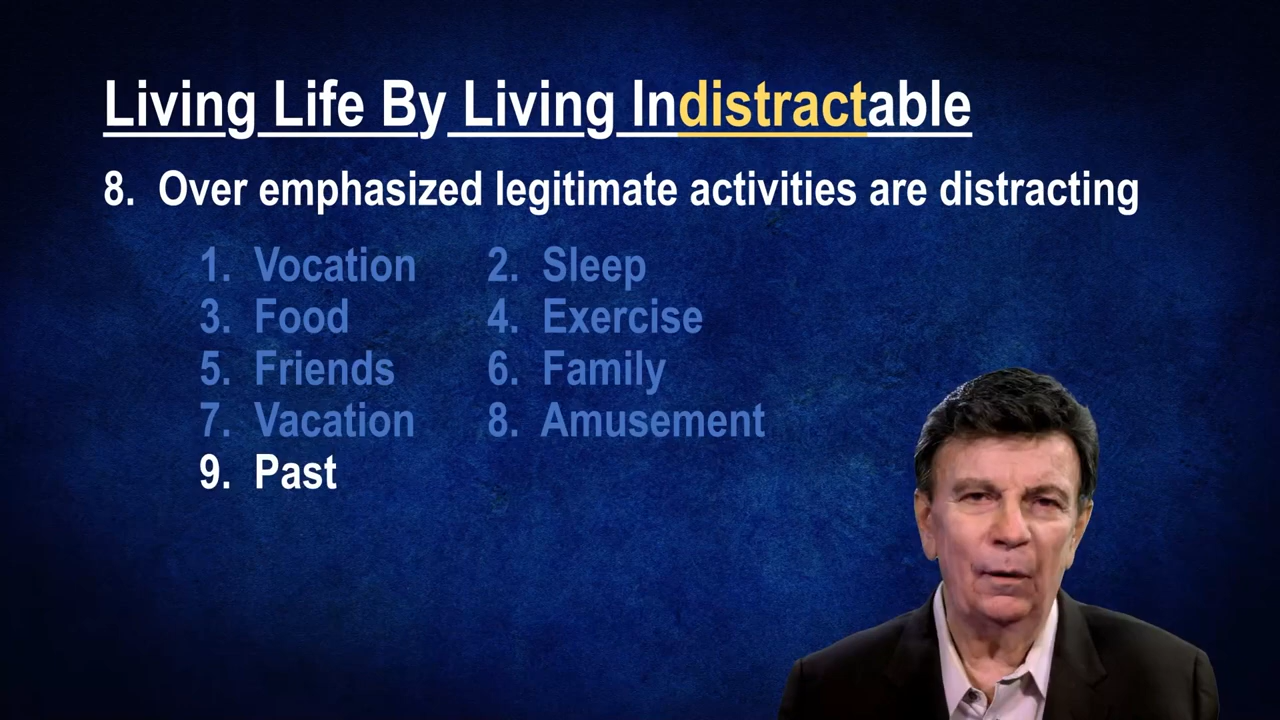 Living Life By Living Indistractable
8. Over emphasized legitimate activities are distracting
1. Vocation 2. Sleep
3. Food 4. Exercise
5. Friends 6. Family
7. Vacation 8. Amusement
9. Past